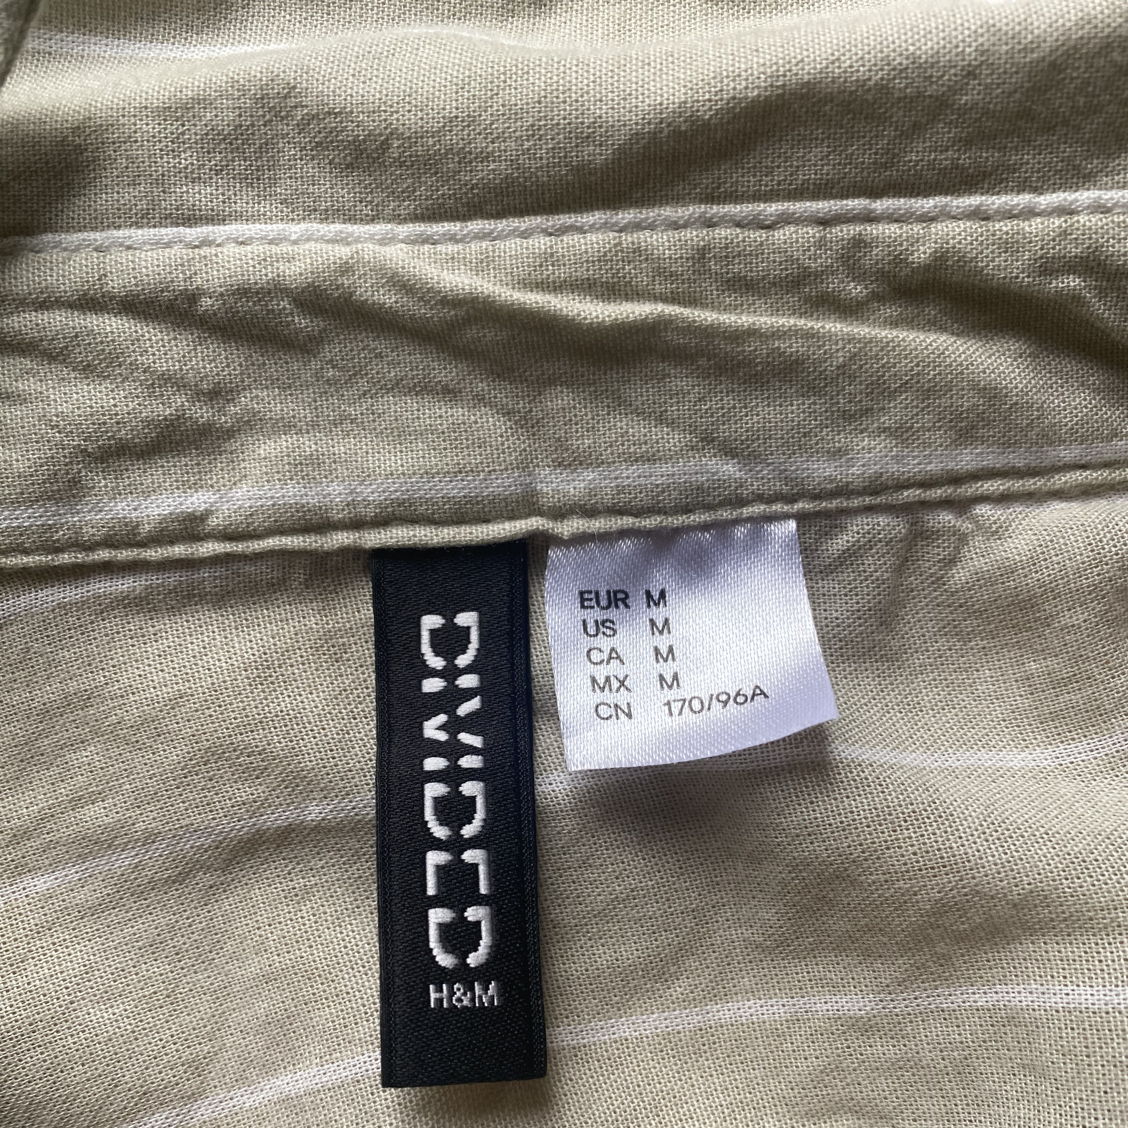 DIVIDED
H&M
EUR M
US M
CA M
MX M
CN 170/96A